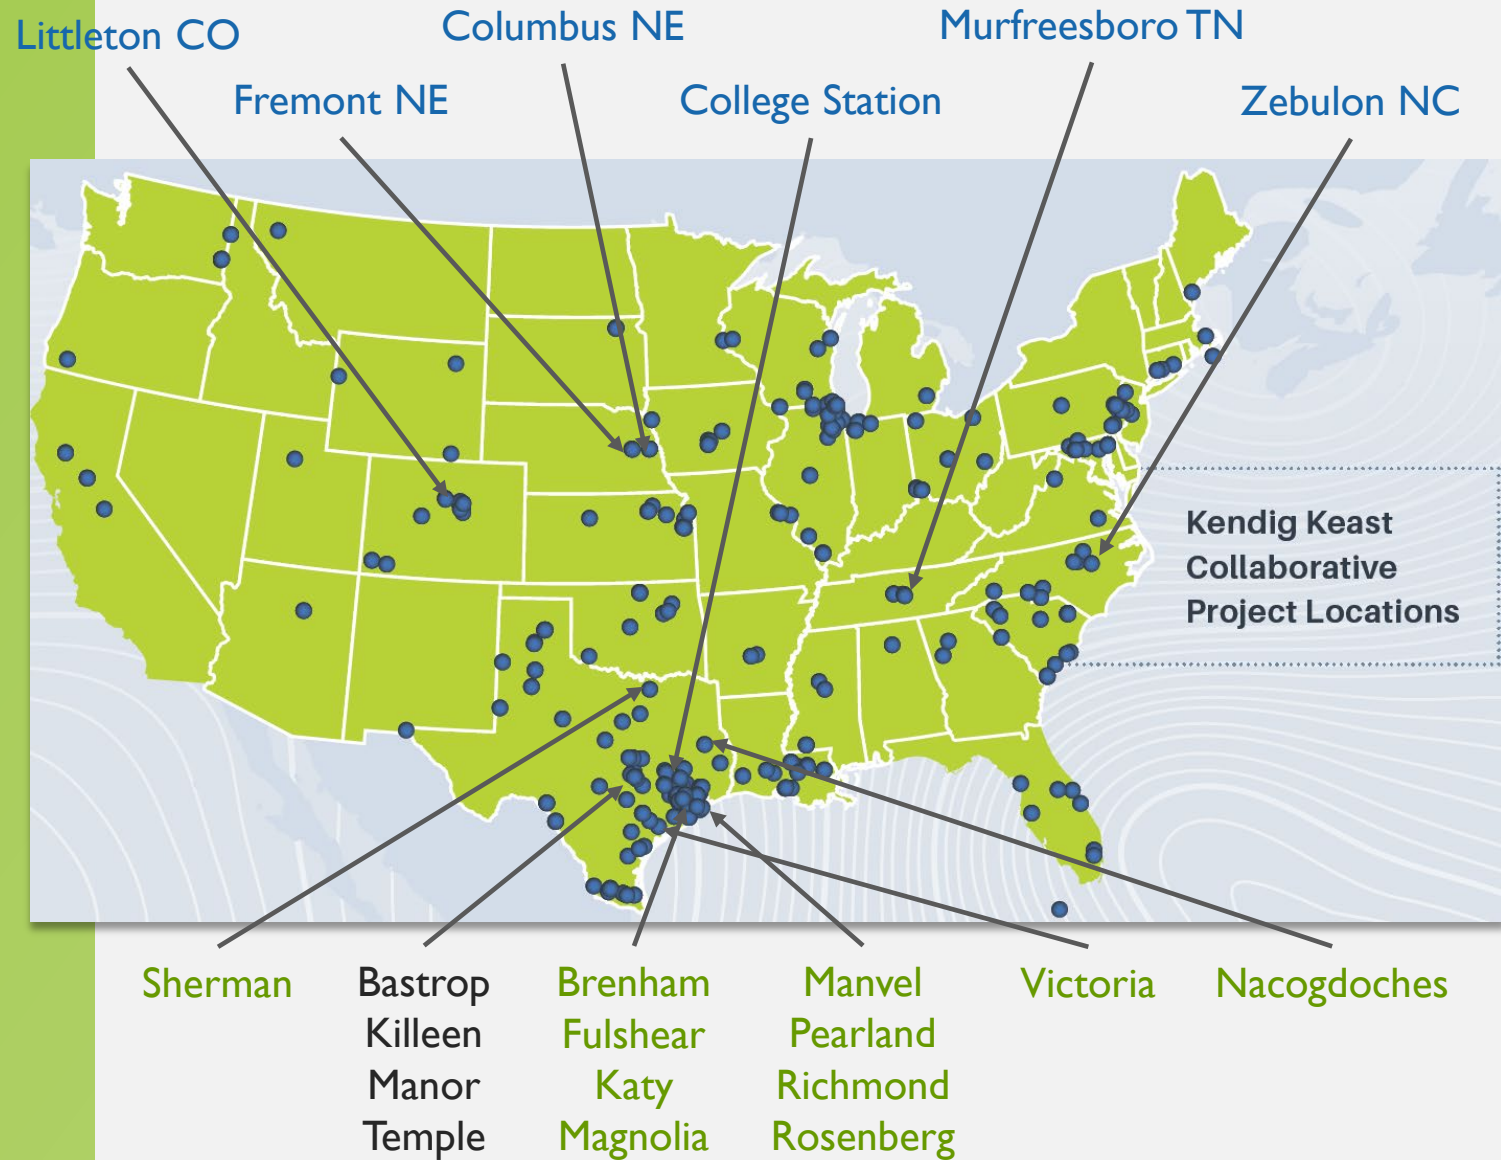 Littleton CO
Columbus NE
Murfreesboro TN
Fremont NE
College Station
Zebulon NC
Kendig Keast
Collaborative
Project Locations
Sherman
Bastrop
Killeen
Manor
Temple
Brenham
Fulshear
Katy
Magnolia
Manvel
Pearland
Richmond
Rosenberg
Victoria
Nacogdoches